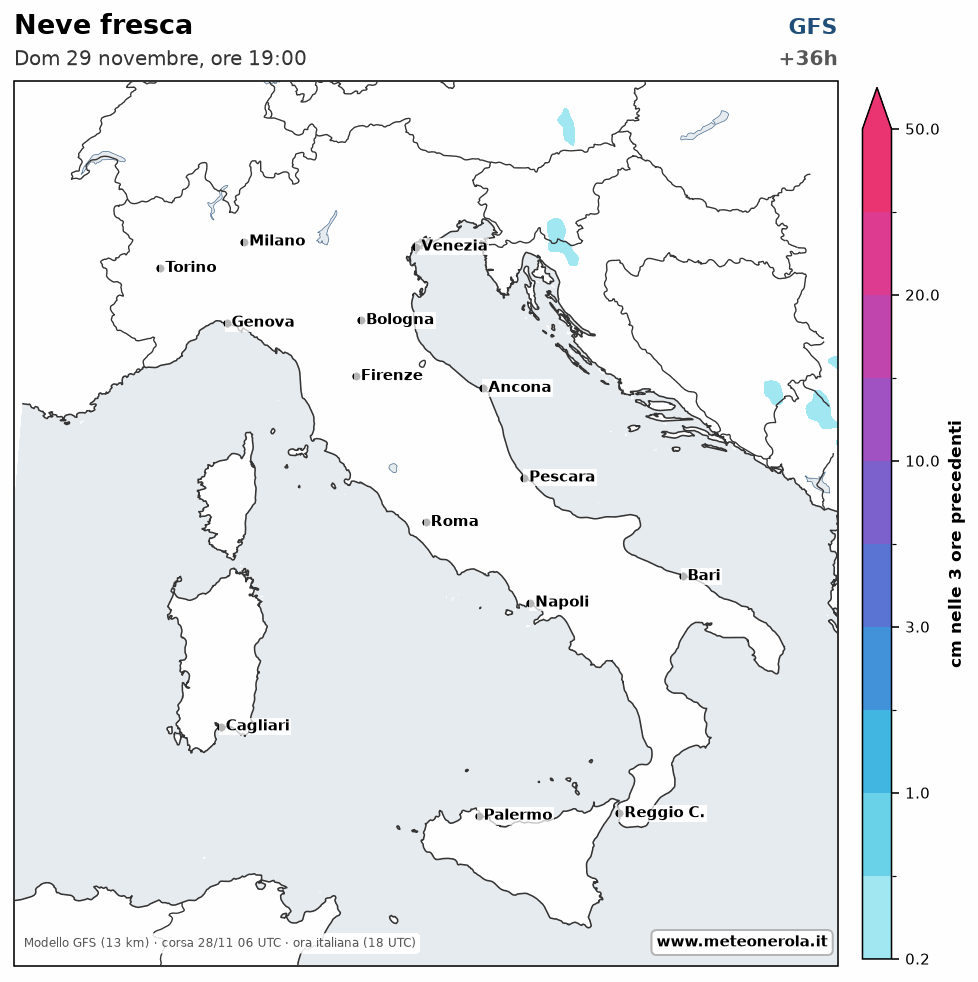 Neve fresca
GFS
Dom 29 novembre, ore 19:00
+36h
50.0
20.0
10.0
3.0
1.0
0.2
cm nelle 3 ore precedenti
Milano
Venezia
Torino
Genova
Bologna
Firenze
Ancona
Pescara
Roma
Bari
Napoli
Cagliari
Palermo
Reggio C.
Modello GFS (13 km) · corsa 28/11 06 UTC · ora italiana (18 UTC)
www.meteonerola.it